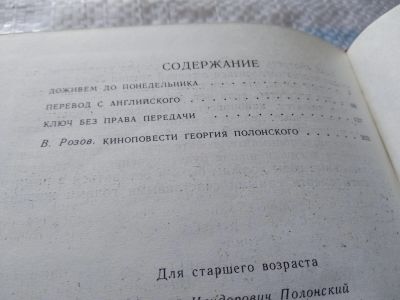 СОДЕРЖАНИЕ
ДОЖИВЕМ ДО ПОНЕДЕЛЬНИКА
ПЕРЕВОД С АНГЛИЙСКОГО
КЛЮЧ БЕЗ ПРАВА ПЕРЕДАЧИ
В. Розов. КИНОПОВЕСТИ ГЕОРГИЯ ПОЛОНСКОГО
Для старшего возраста
Полонский